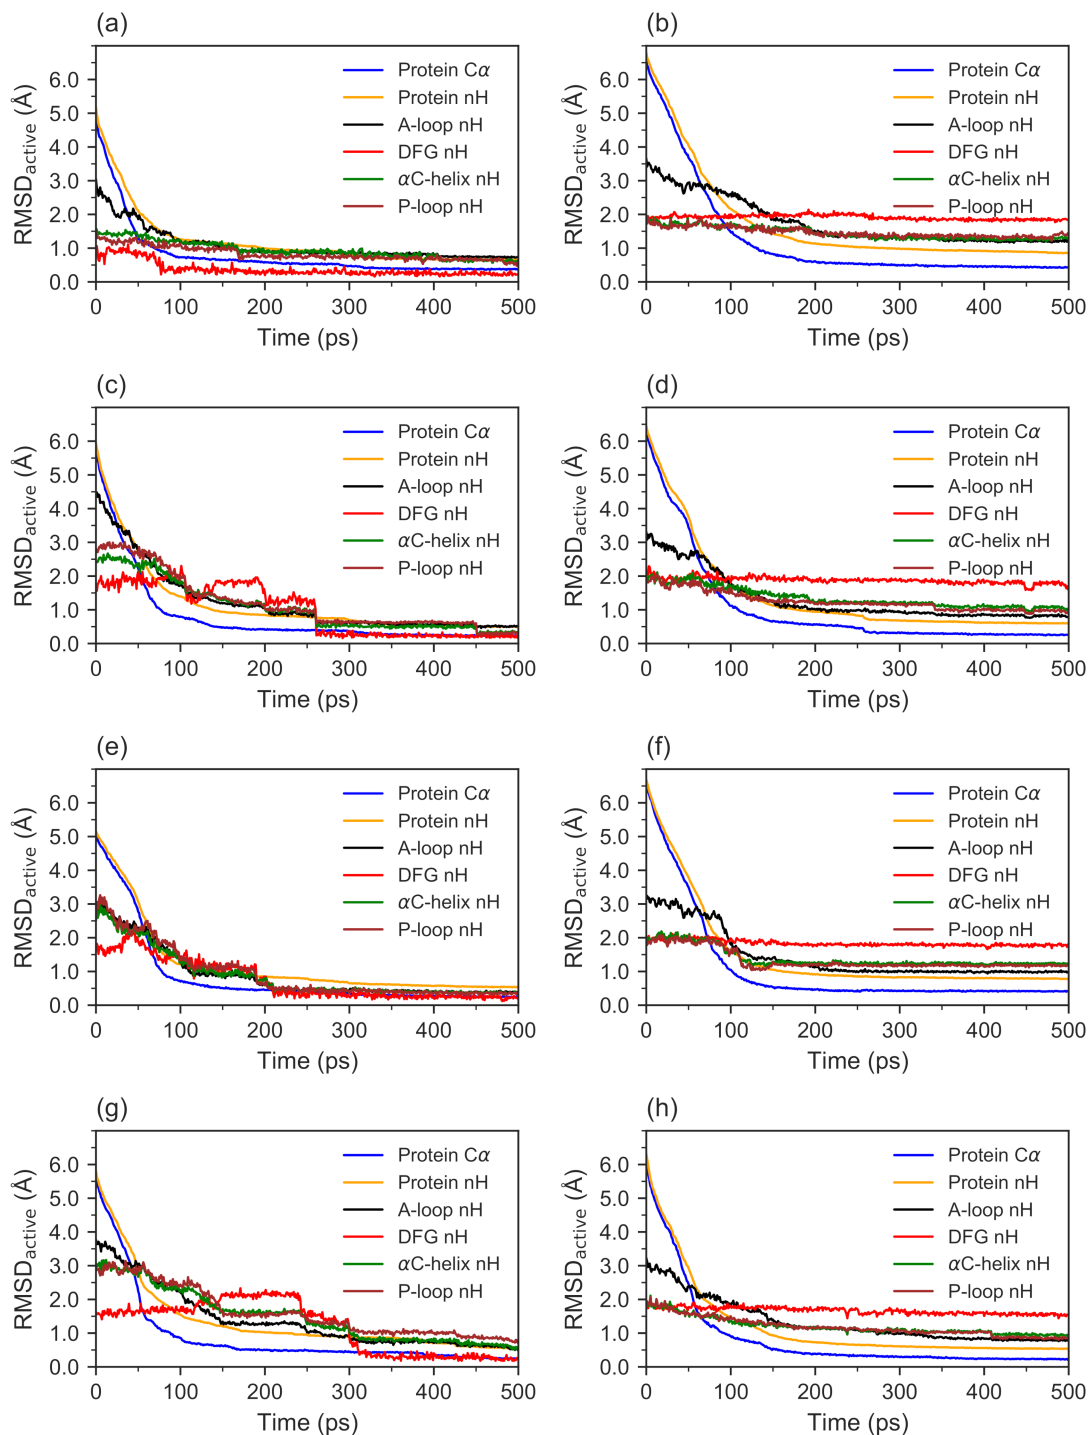 (a)
RMSD_active (Å)
6.0
5.0
4.0
3.0
2.0
1.0
0.0
Protein Cα
Protein nH
A-loop nH
DFG nH
αC-helix nH
P-loop nH
0 100 200 300 400 500
Time (ps)
(b)
RMSD_active (Å)
6.0
5.0
4.0
3.0
2.0
1.0
0.0
Protein Cα
Protein nH
A-loop nH
DFG nH
αC-helix nH
P-loop nH
0 100 200 300 400 500
Time (ps)
(c)
RMSD_active (Å)
6.0
5.0
4.0
3.0
2.0
1.0
0.0
Protein Cα
Protein nH
A-loop nH
DFG nH
αC-helix nH
P-loop nH
0 100 200 300 400 500
Time (ps)
(d)
RMSD_active (Å)
6.0
5.0
4.0
3.0
2.0
1.0
0.0
Protein Cα
Protein nH
A-loop nH
DFG nH
αC-helix nH
P-loop nH
0 100 200 300 400 500
Time (ps)
(e)
RMSD_active (Å)
6.0
5.0
4.0
3.0
2.0
1.0
0.0
Protein Cα
Protein nH
A-loop nH
DFG nH
αC-helix nH
P-loop nH
0 100 200 300 400 500
Time (ps)
(f)
RMSD_active (Å)
6.0
5.0
4.0
3.0
2.0
1.0
0.0
Protein Cα
Protein nH
A-loop nH
DFG nH
αC-helix nH
P-loop nH
0 100 200 300 400 500
Time (ps)
(g)
RMSD_active (Å)
6.0
5.0
4.0
3.0
2.0
1.0
0.0
Protein Cα
Protein nH
A-loop nH
DFG nH
αC-helix nH
P-loop nH
0 100 200 300 400 500
Time (ps)
(h)
RMSD_active (Å)
6.0
5.0
4.0
3.0
2.0
1.0
0.0
Protein Cα
Protein nH
A-loop nH
DFG nH
αC-helix nH
P-loop nH
0 100 200 300 400 500
Time (ps)